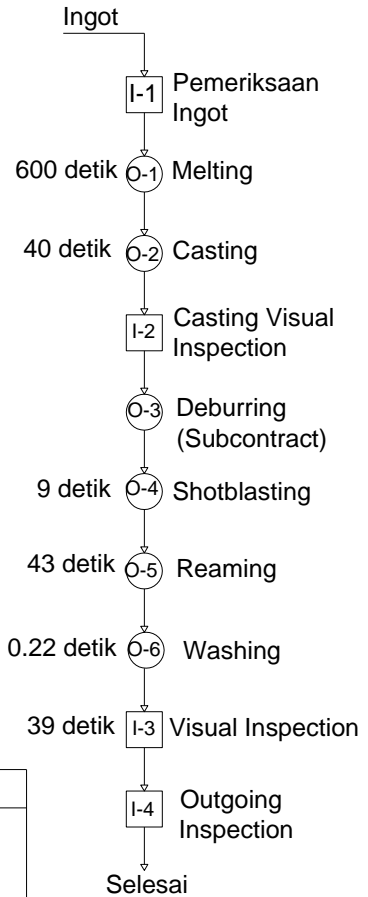 Ingot
I-1
Pemeriksaan
Ingot
600 detik
O-1
Melting
40 detik
O-2
Casting
I-2
Casting Visual
Inspection
O-3
Deburring
(Subcontract)
9 detik
O-4
Shotblasting
43 detik
O-5
Reaming
0.22 detik
O-6
Washing
39 detik
I-3
Visual Inspection
I-4
Outgoing
Inspection
Selesai